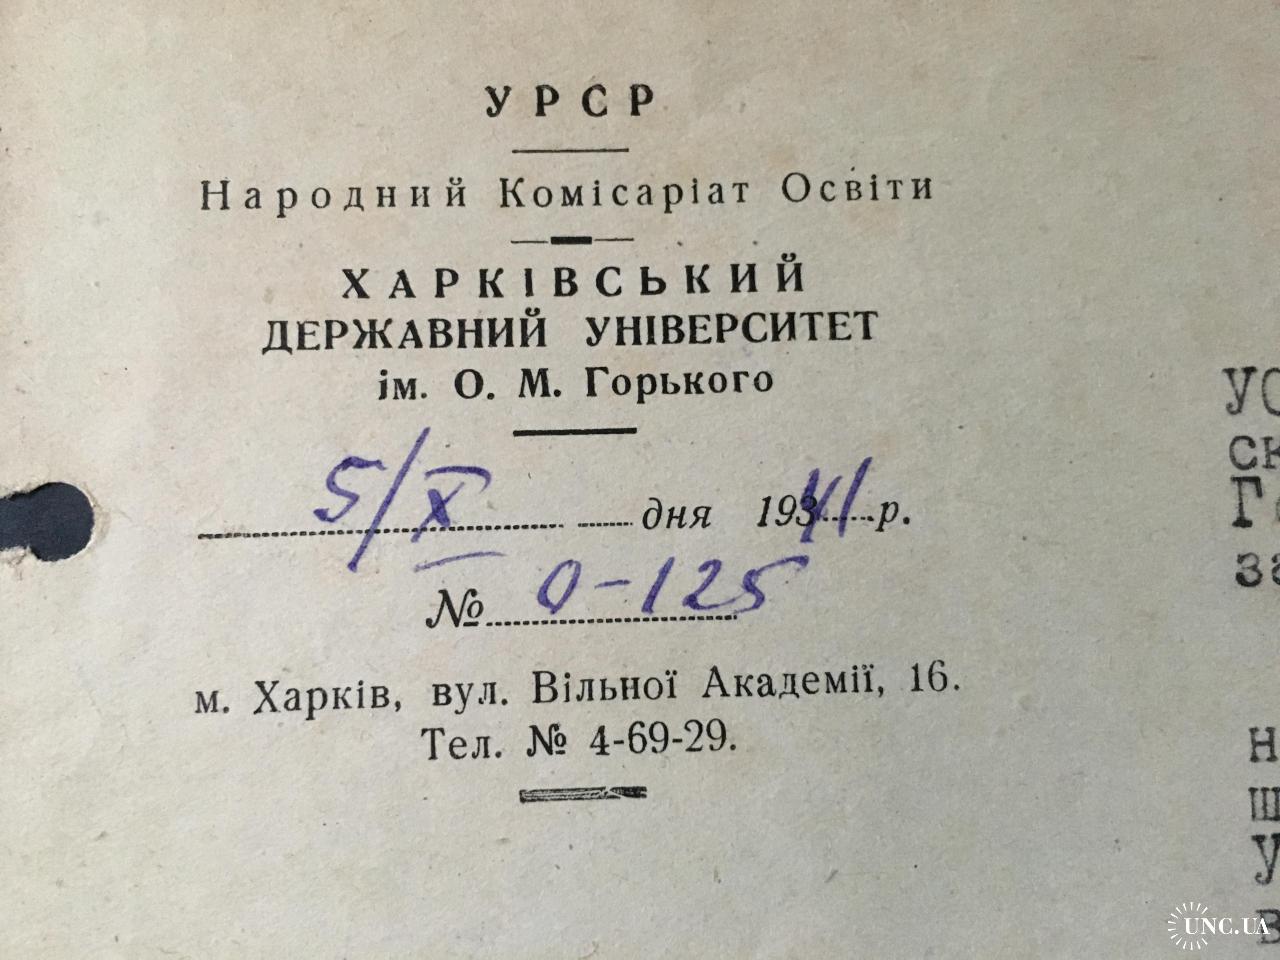 УРСР
Народний Комісаріат Освіти
ХАРКІВСЬКИЙ
ДЕРЖАВНИЙ УНІВЕРСИТЕТ
ім. О. М. Горького
5/X дня 1941 р.
№ 0-125
м. Харків, вул. Вільної Академії, 16.
Тел. № 4-69-29.
UNC.UA